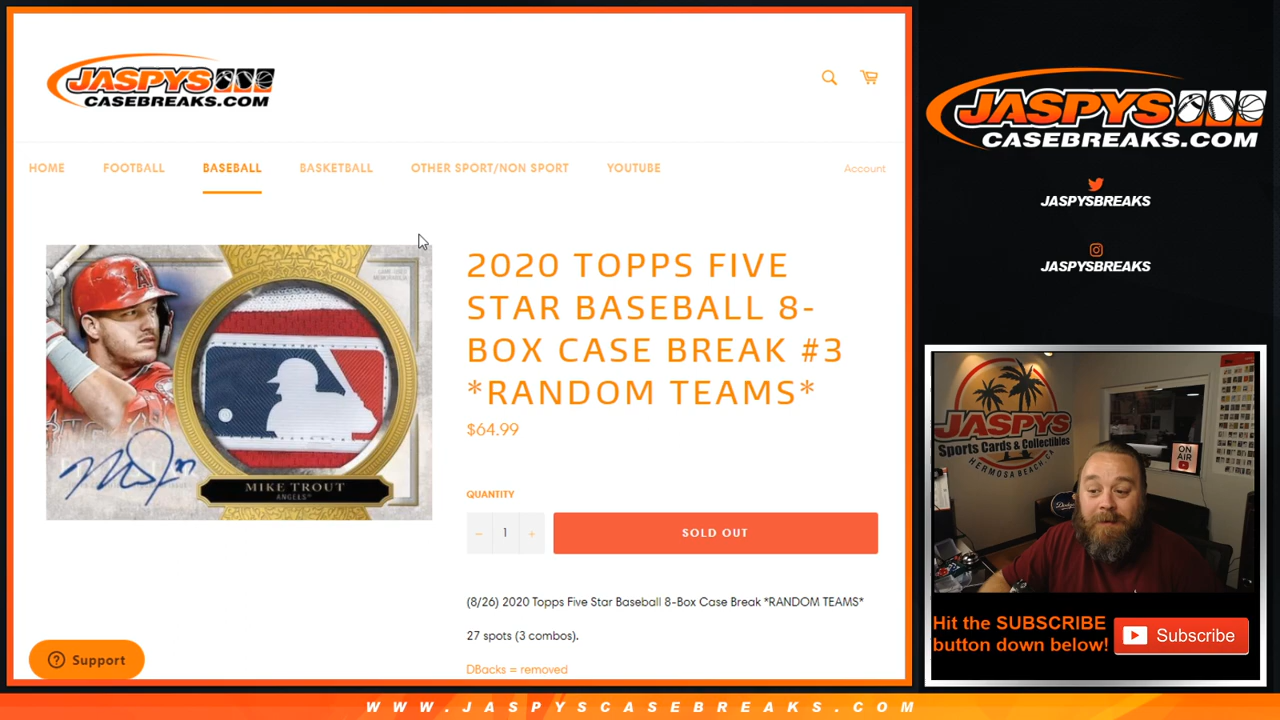 JASPYS
CASEBREAKS.COM
HOME FOOTBALL BASEBALL BASKETBALL OTHER SPORT/NON SPORT YOUTUBE Account
MIKE TROUT
ANGELS
2020 TOPPS FIVE
STAR BASEBALL 8-
BOX CASE BREAK #3
*RANDOM TEAMS*
$64.99
QUANTITY
− 1 +
SOLD OUT
(8/26) 2020 Topps Five Star Baseball 8-Box Case Break *RANDOM TEAMS*
27 spots (3 combos).
DBacks = removed
Support
JASPYS
CASEBREAKS.COM
JASPYSBREAKS
JASPYSBREAKS
JASPYS
Sports Cards & Collectibles
HERMOSA BEACH, CA
ON
AIR
Hit the SUBSCRIBE
button down below!
Subscribe
WWW.JASPYSCASEBREAKS.COM